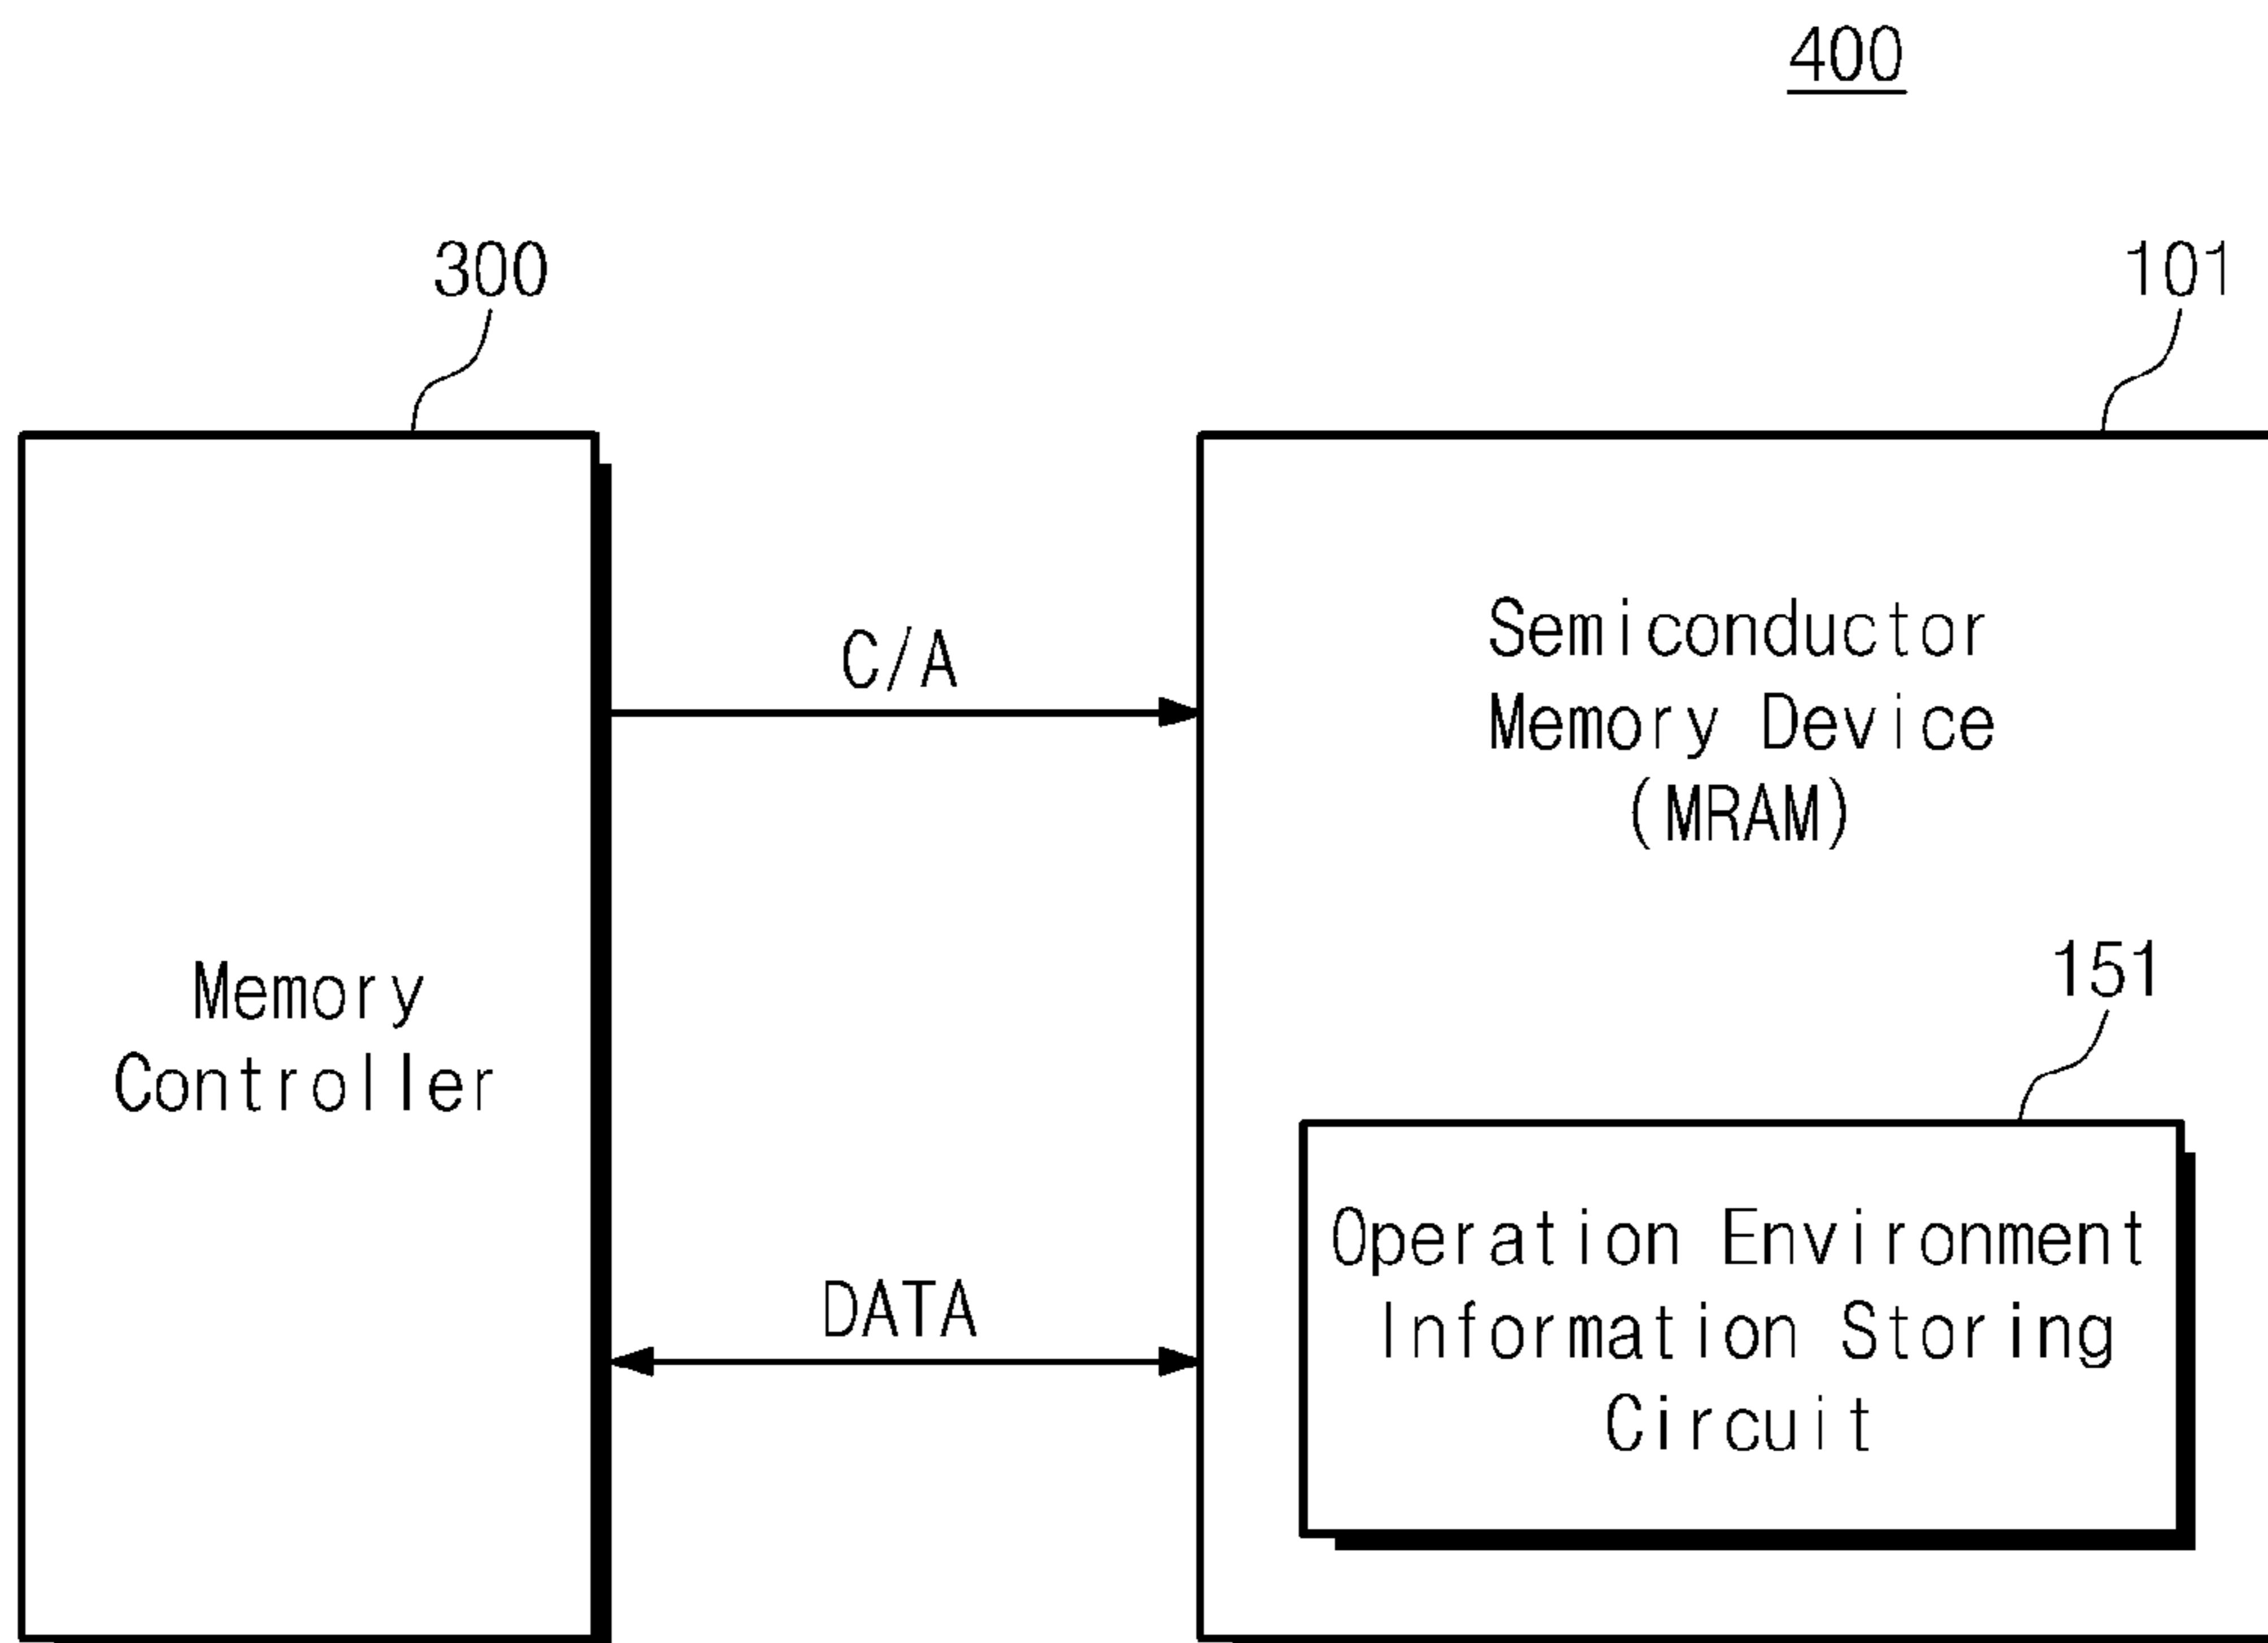 400
300
101
C/A
Semiconductor
Memory Device
(MRAM)
Memory
Controller
DATA
151
Operation Environment
Information Storing
Circuit